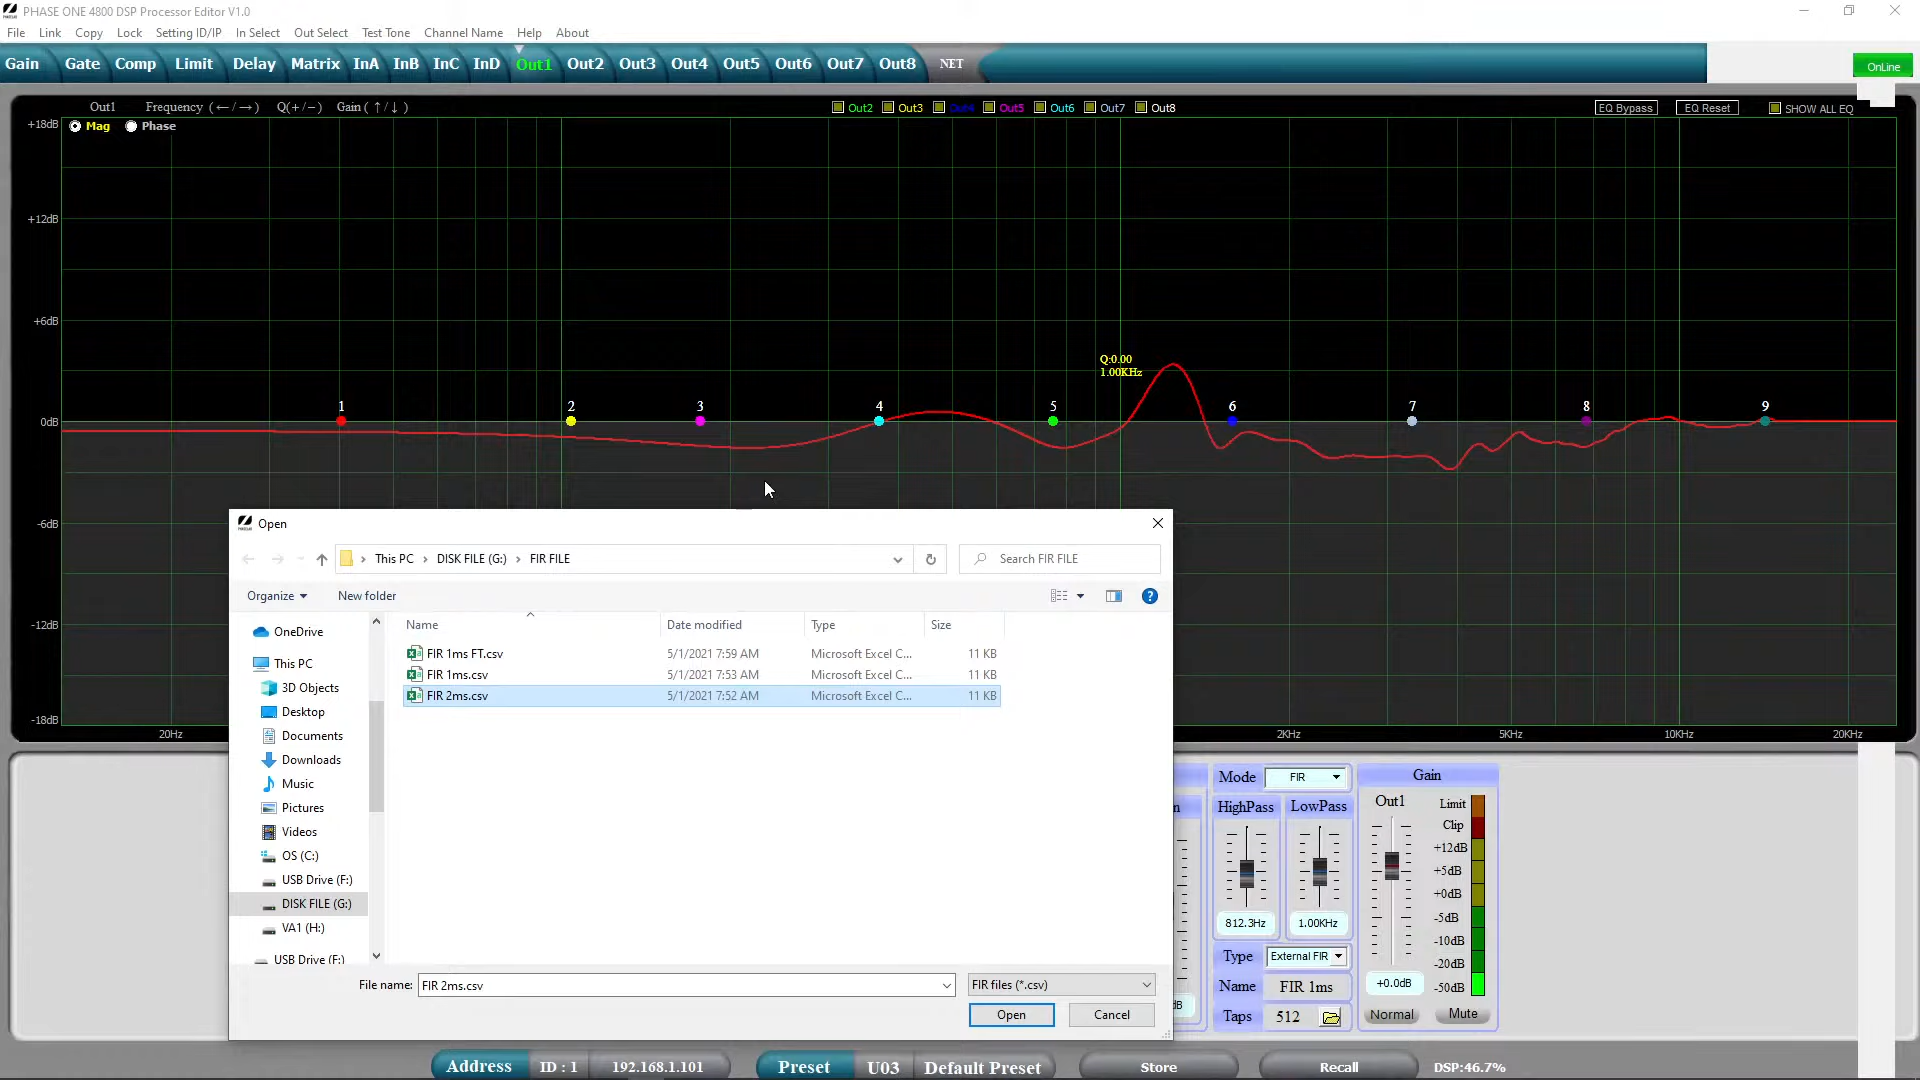 PHASE ONE 4800 DSP Processor Editor V1.0
File Link Copy Lock Setting ID/IP In Select Out Select Test Tone Channel Name Help About
Gain Gate Comp Limit Delay Matrix InA InB InC InD Out1 Out2 Out3 Out4 Out5 Out6 Out7 Out8 NET
OnLine
Out1 Frequency (←/→) Q(+/−) Gain (↑/↓) Out2 Out3 Out4 Out5 Out6 Out7 Out8 EQ Bypass EQ Reset SHOW ALL EQ
+18dB Mag Phase
+12dB
+6dB
Q:0.00
1.00KHz
1 2 3 4 5 6 7 8 9
0dB
-6dB
-12dB
-18dB
20Hz 2KHz 5KHz 10KHz 20KHz
Open
This PC › DISK FILE (G:) › FIR FILE Search FIR FILE
Organize New folder
Name Date modified Type Size
FIR 1ms FT.csv 5/1/2021 7:59 AM Microsoft Excel C... 11 KB
FIR 1ms.csv 5/1/2021 7:53 AM Microsoft Excel C... 11 KB
FIR 2ms.csv 5/1/2021 7:52 AM Microsoft Excel C... 11 KB
OneDrive
This PC
3D Objects
Desktop
Documents
Downloads
Music
Pictures
Videos
OS (C:)
USB Drive (F:)
DISK FILE (G:)
VA1 (H:)
USB Drive (F:)
File name: FIR 2ms.csv FIR files (*.csv)
Open Cancel
Mode FIR
HighPass LowPass
812.3Hz 1.00KHz
Type External FIR
Name FIR 1ms
Taps 512
Gain
Out1
Limit
Clip
+12dB
+5dB
+0dB
-5dB
-10dB
-20dB
-50dB
+0.0dB
Normal Mute
Address ID : 1 192.168.1.101 Preset U03 Default Preset Store Recall DSP:46.7%